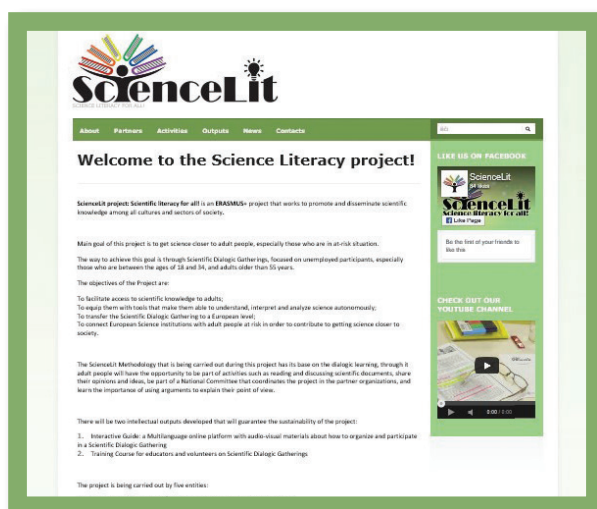 ScienceLit
SCIENCE LITERACY FOR ALL!
About Partners Activities Outputs News Contacts
Welcome to the Science Literacy project!
ScienceLit project: Scientific literacy for all! is an ERASMUS+ project that works to promote and disseminate scientific
knowledge among all cultures and sectors of society.
Main goal of this project is to get science closer to adult people, especially those who are in at-risk situation.
The way to achieve this goal is through Scientific Dialogic Gatherings, focused on unemployed participants, especially
those who are between the ages of 18 and 34, and adults older than 55 years.
The objectives of the Project are:
To facilitate access to scientific knowledge to adults;
To equip them with tools that make them able to understand, interpret and analyze science autonomously;
To transfer the Scientific Dialogic Gathering to a European level;
To connect European Science institutions with adult people at risk in order to contribute to getting science closer to
society.
The ScienceLit Methodology that is being carried out during this project has its base on the dialogic learning, through it
adult people will have the opportunity to be part of activities such as reading and discussing scientific documents, share
their opinions and ideas, be part of a National Committee that coordinates the project in the partner organizations, and
learn the importance of using arguments to explain their point of view.
There will be two intellectual outputs developed that will guarantee the sustainability of the project:
1. Interactive Guide: a Multilanguage online platform with audio-visual materials about how to organize and participate
in a Scientific Dialogic Gathering
2. Training Course for educators and volunteers on Scientific Dialogic Gatherings
The project is being carried out by five entities:
LIKE US ON FACEBOOK
ScienceLit
likes
ScienceLit
Science literacy for all!
Like Page
Be the first of your friends to
like this
CHECK OUT OUR
YOUTUBE CHANNEL
0:00 / 0:00